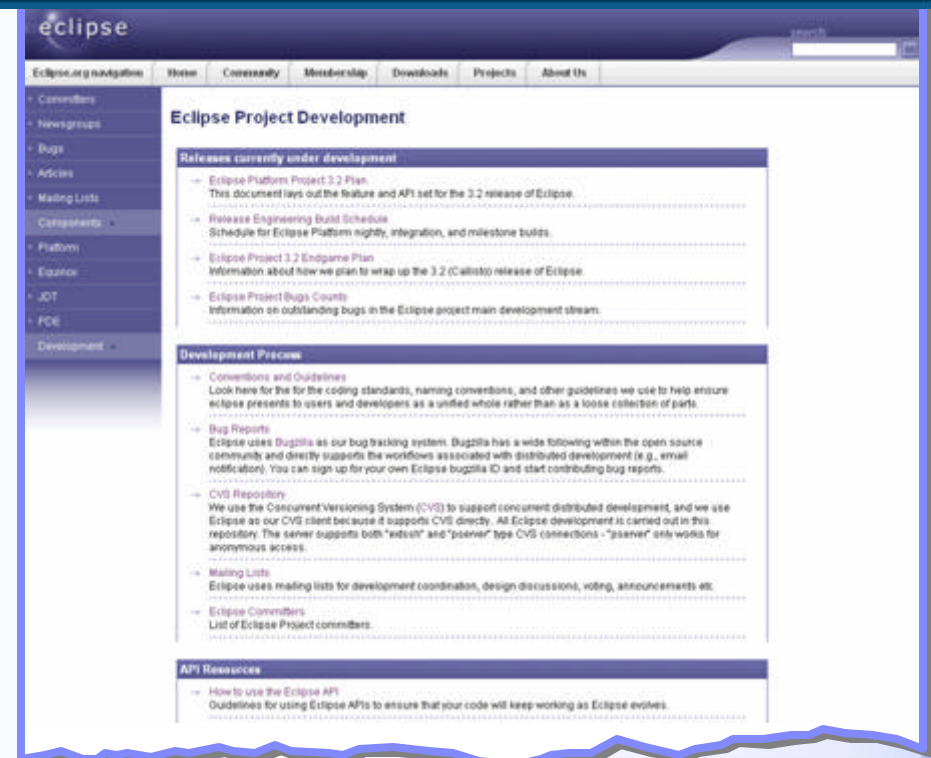 eclipse
search
Eclipse.org navigation
Home
Community
Membership
Downloads
Projects
About Us
Committers
Newsgroups
Bugs
Articles
Mailing Lists
Components
Platform
Equinox
JDT
PDE
Development
Eclipse Project Development
Releases currently under development
Eclipse Platform Project 3.2 Plan
This document lays out the feature and API set for the 3.2 release of Eclipse.
Release Engineering Build Schedule
Schedule for Eclipse Platform nightly, integration, and milestone builds.
Eclipse Project 3.2 Endgame Plan
Information about how we plan to wrap up the 3.2 (Callisto) release of Eclipse.
Eclipse Project Bugs Counts
Information on outstanding bugs in the Eclipse project main development stream.
Development Process
Conventions and Guidelines
Look here for the for the coding standards, naming conventions, and other guidelines we use to help ensure
eclipse presents to users and developers as a unified whole rather than as a loose collection of parts.
Bug Reports
Eclipse uses Bugzilla as our bug tracking system. Bugzilla has a wide following within the open source
community and directly supports the workflows associated with distributed development (e.g., email
notification). You can sign up for your own Eclipse bugzilla ID and start contributing bug reports.
CVS Repository
We use the Concurrent Versioning System (CVS) to support concurrent distributed development, and we use
Eclipse as our CVS client because it supports CVS directly. All Eclipse development is carried out in this
repository. The server supports both "extssh" and "pserver" type CVS connections - "pserver" only works for
anonymous access.
Mailing Lists
Eclipse uses mailing lists for development coordination, design discussions, voting, announcements etc.
Eclipse Committers
List of Eclipse Project committers.
API Resources
How to use the Eclipse API
Guidelines for using Eclipse APIs to ensure that your code will keep working as Eclipse evolves.